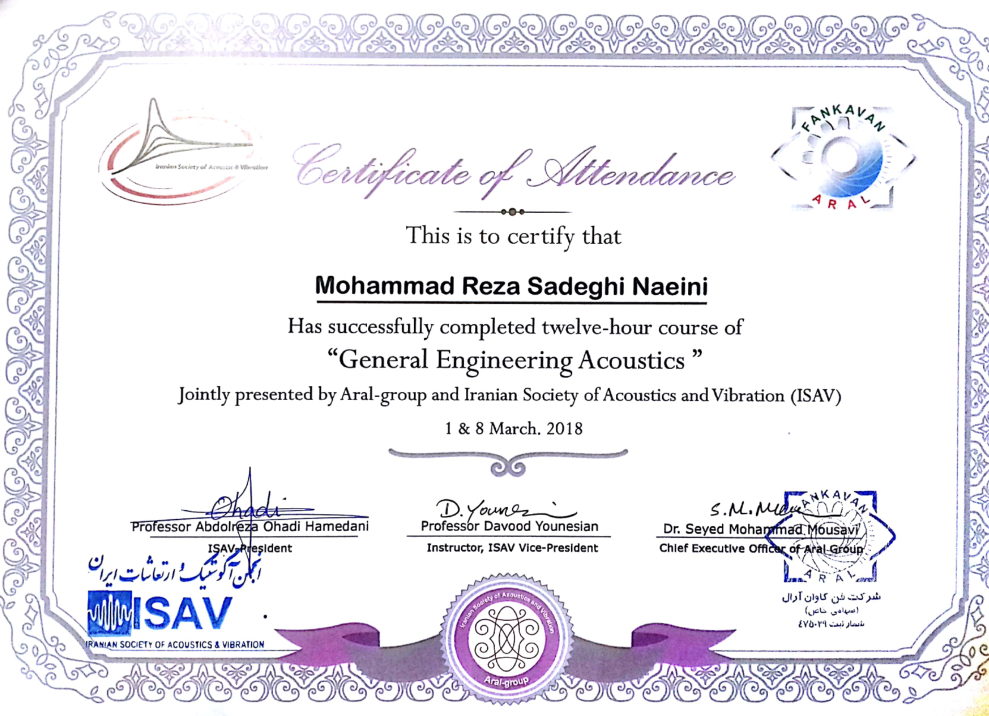 Iranian Society of Acoustic & Vibration
Certificate of Attendance
FANKAVAN
ARAL
This is to certify that
Mohammad Reza Sadeghi Naeini
Has successfully completed twelve-hour course of
“General Engineering Acoustics ”
Jointly presented by Aral-group and Iranian Society of Acoustics and Vibration (ISAV)
1 & 8 March. 2018
Ohadi
Professor Abdolreza Ohadi Hamedani
ISAV-President
D. Younesi
Professor Davood Younesian
Instructor, ISAV Vice-President
S.M.
Dr. Seyed Mohammad Mousavi
Chief Executive Officer of Aral-Group
انجمن آکوستیک و ارتعاشات ایران
ISAV
IRANIAN SOCIETY OF ACOUSTICS & VIBRATION
Iranian Society of Acoustics and Vibration
Aral-group
FANKAVAN
ARAL
شرکت فن کاوان آرال
(سهامی خاص)
شمار ثبت ٤٧٥٠٢٩